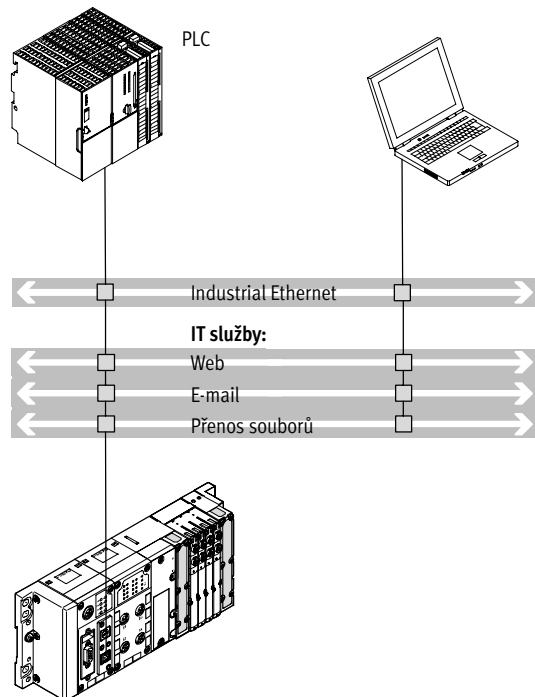 PLC
Industrial Ethernet
IT služby:
Web
E-mail
Přenos souborů